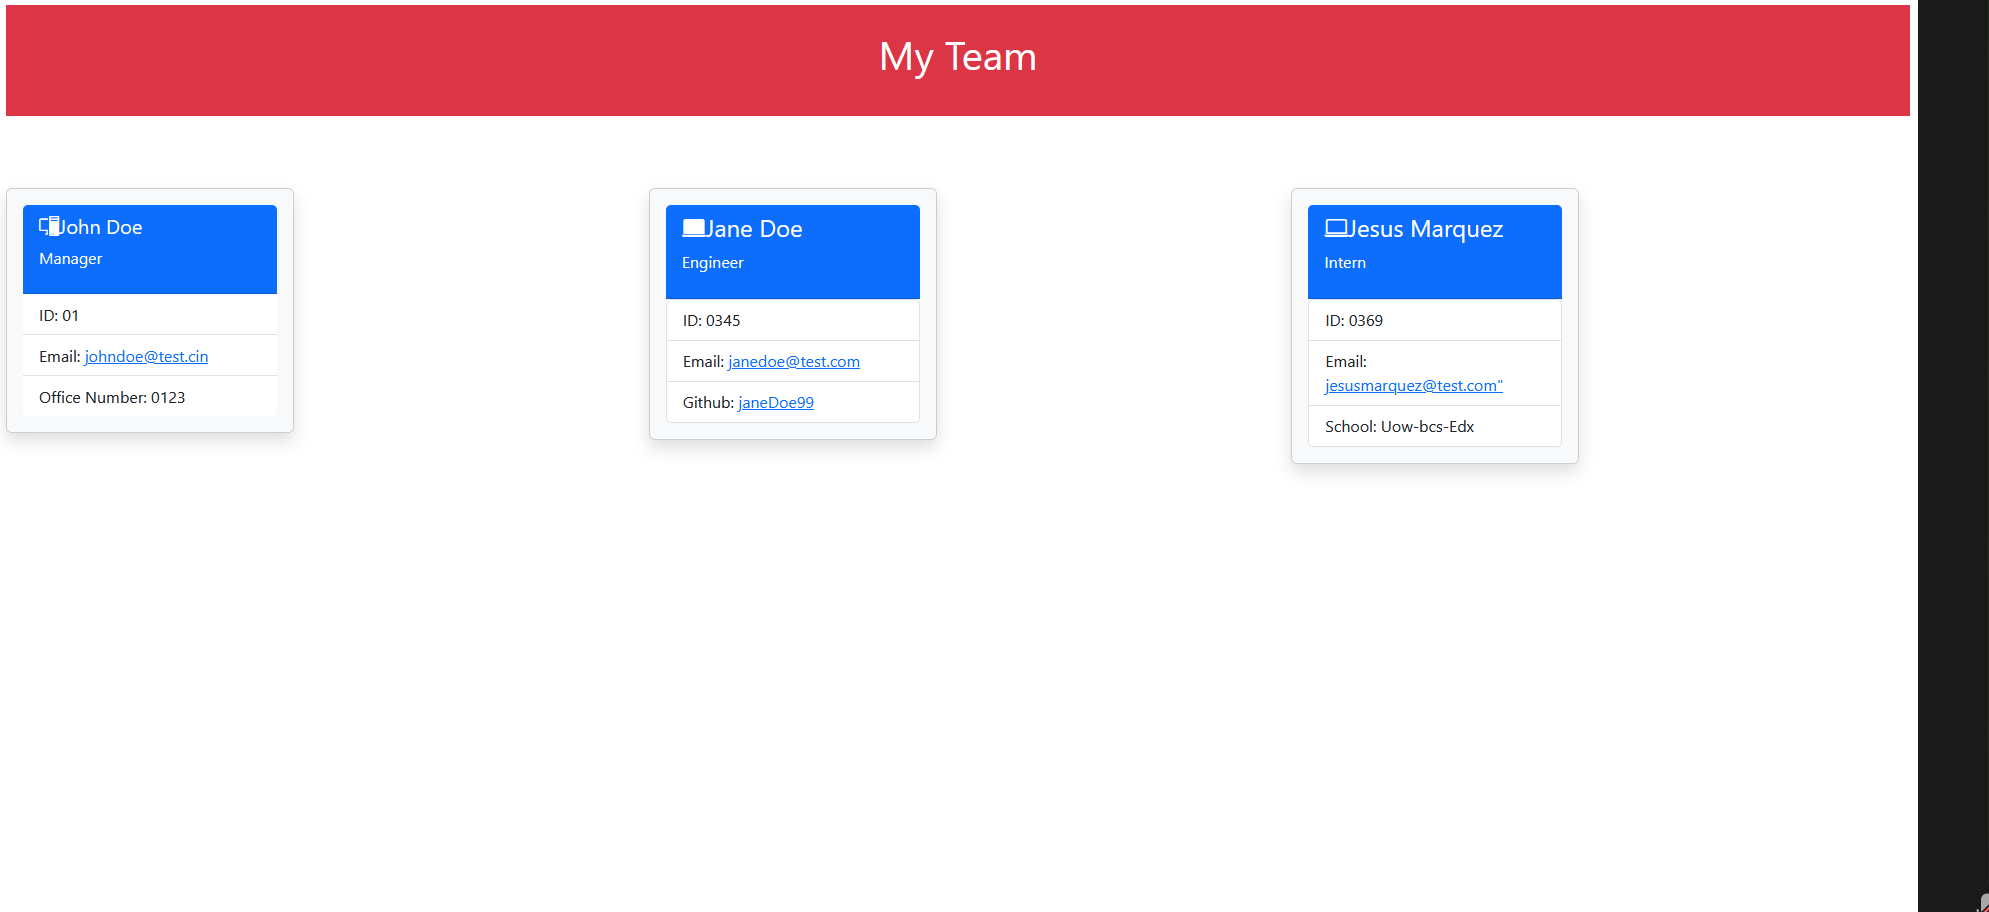 My Team
John Doe
Manager
ID: 01
Email: johndoe@test.cin
Office Number: 0123
Jane Doe
Engineer
ID: 0345
Email: janedoe@test.com
Github: janeDoe99
Jesus Marquez
Intern
ID: 0369
Email:
jesusmarquez@test.com"
School: Uow-bcs-Edx